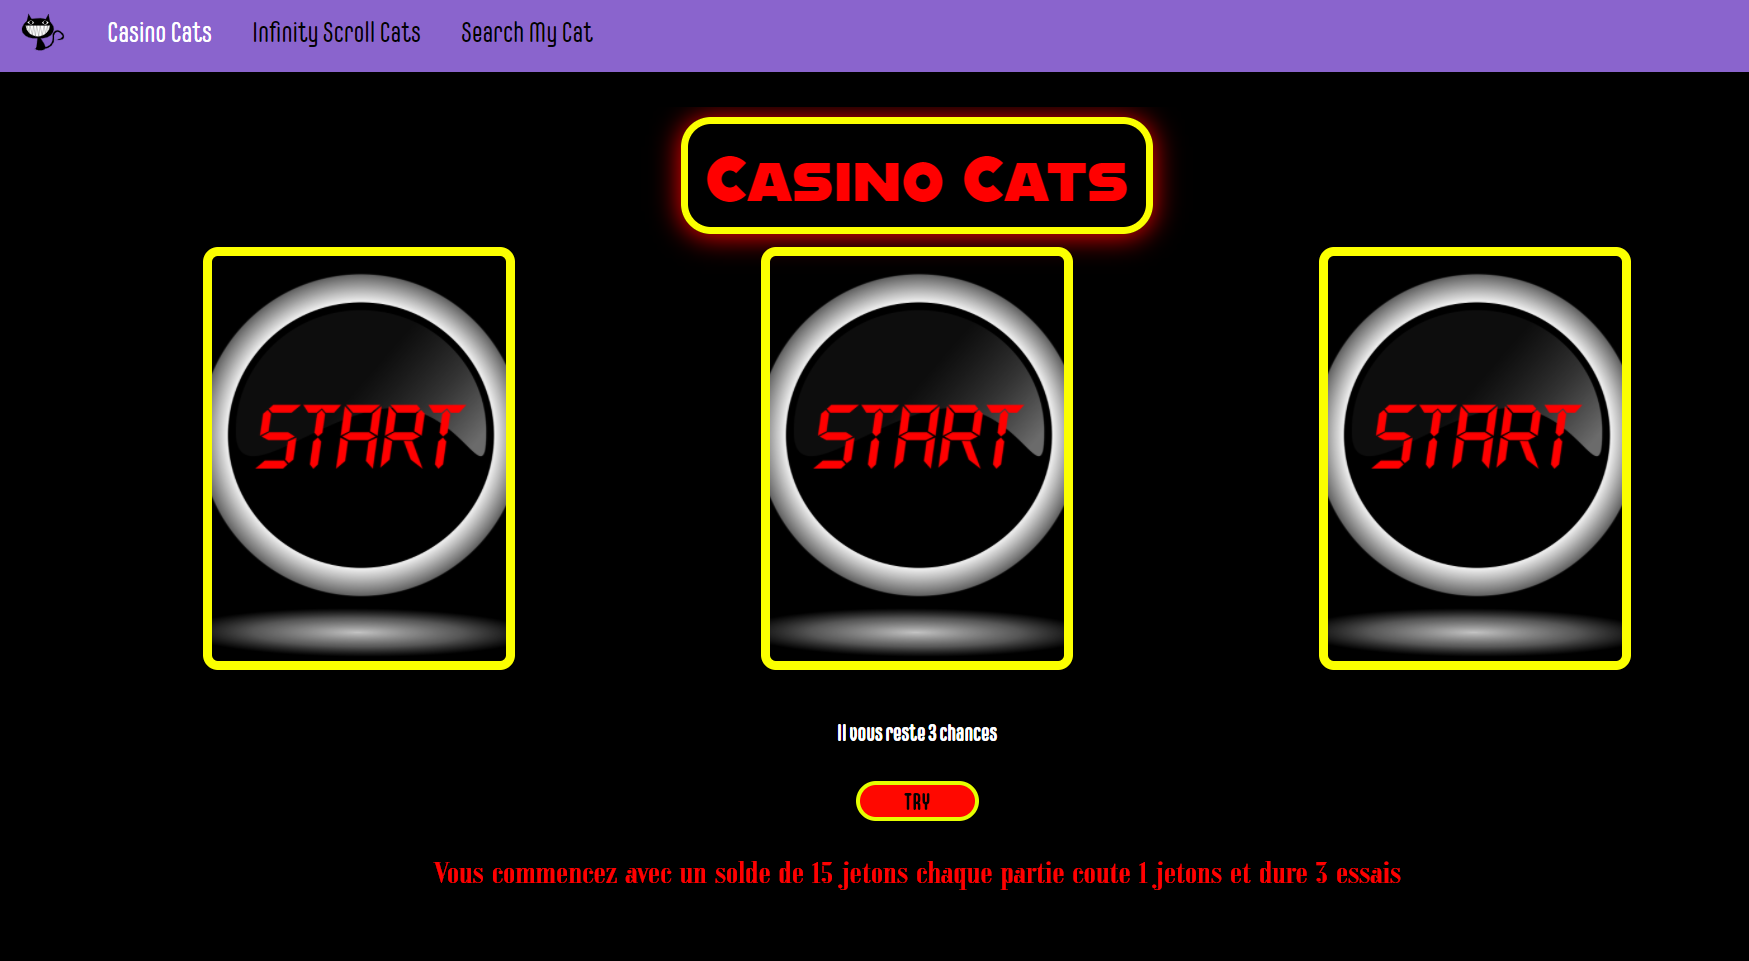 Casino Cats Infinity Scroll Cats Search My Cat
Casino Cats
START START START
Il vous reste 3 chances
TRY
Vous commencez avec un solde de 15 jetons chaque partie coute 1 jetons et dure 3 essais